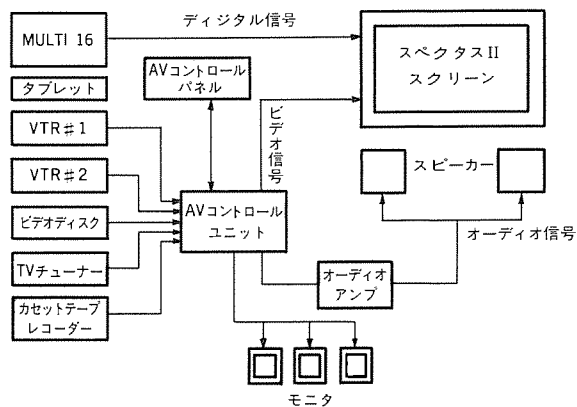 MULTI 16
ディジタル信号
スペクタスII
スクリーン
タブレット
AVコントロール
パネル
VTR#1
ビデオ信号
VTR#2
スピーカー
ビデオディスク
AVコントロール
ユニット
オーディオ信号
TVチューナー
オーディオ
アンプ
カセットテープ
レコーダー
モニタ